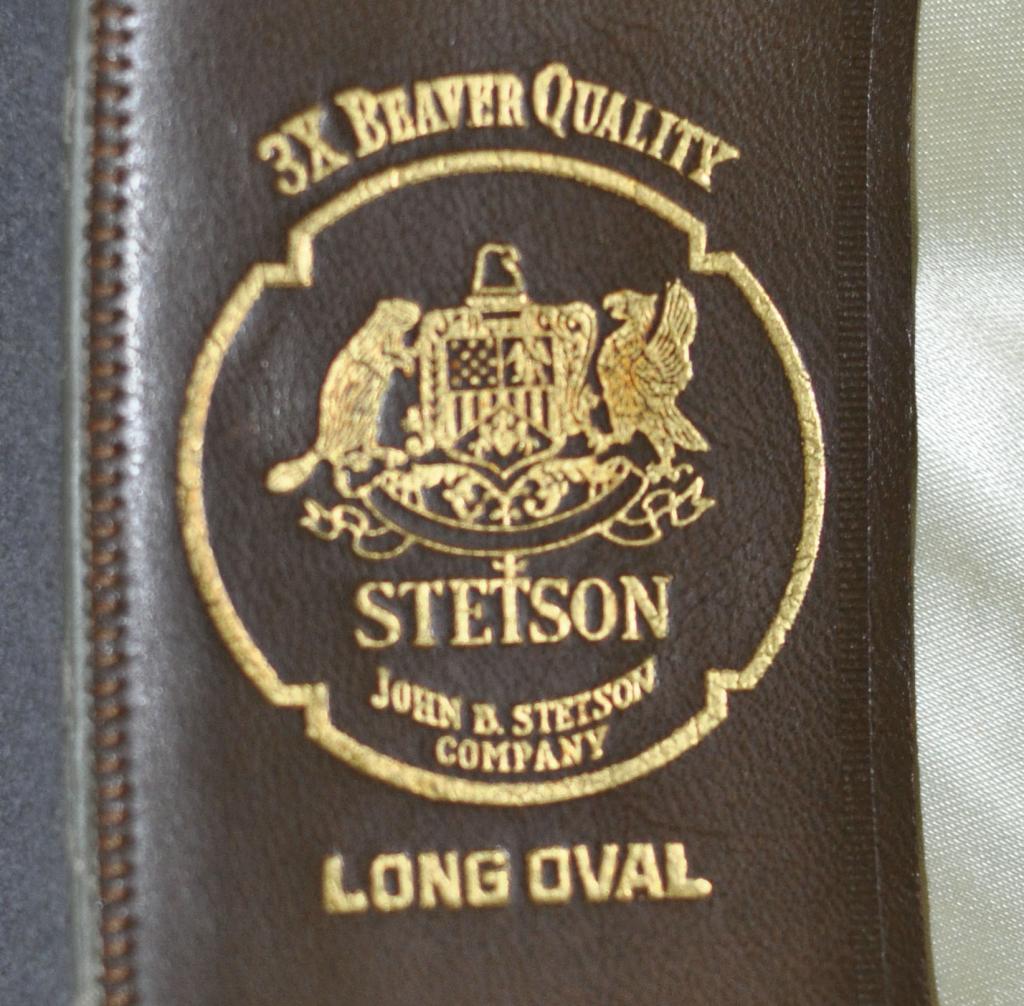 3X BEAVER QUALITY
STETSON
JOHN B. STETSON
COMPANY
LONG OVAL